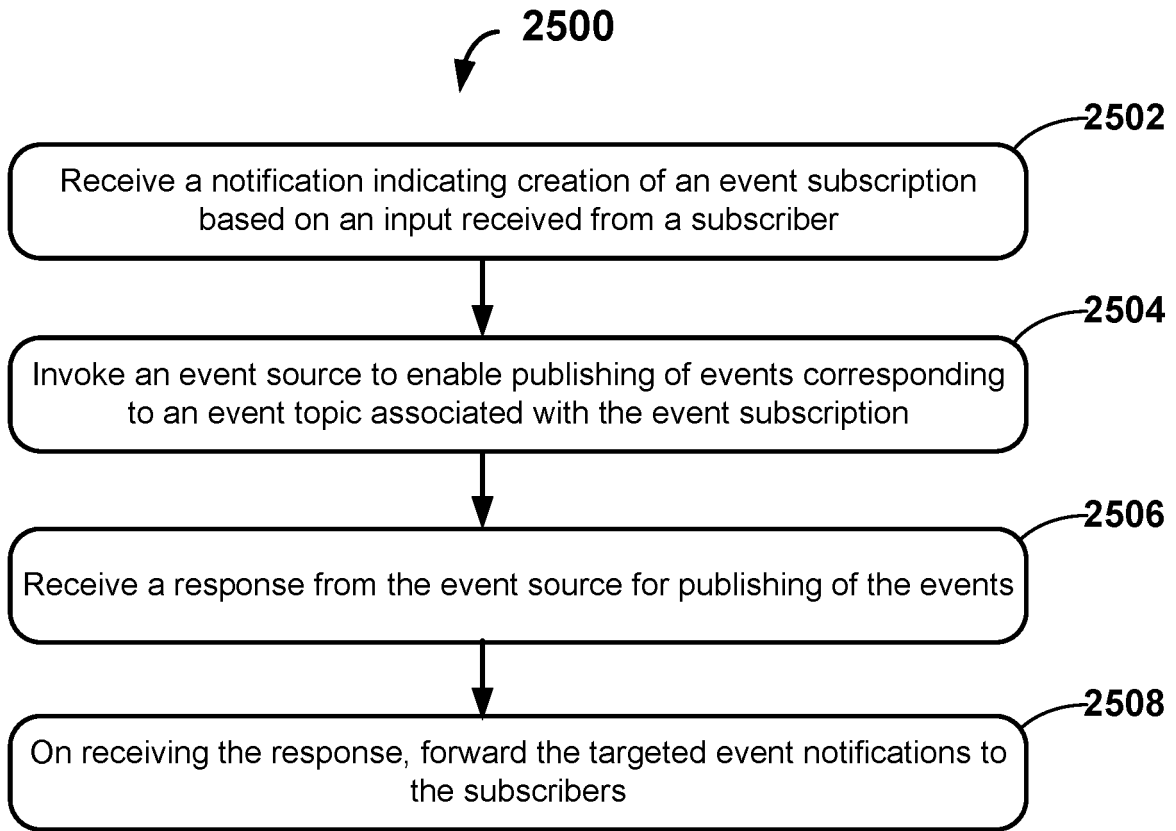 2500
2502
Receive a notification indicating creation of an event subscription
based on an input received from a subscriber
2504
Invoke an event source to enable publishing of events corresponding
to an event topic associated with the event subscription
2506
Receive a response from the event source for publishing of the events
2508
On receiving the response, forward the targeted event notifications to
the subscribers